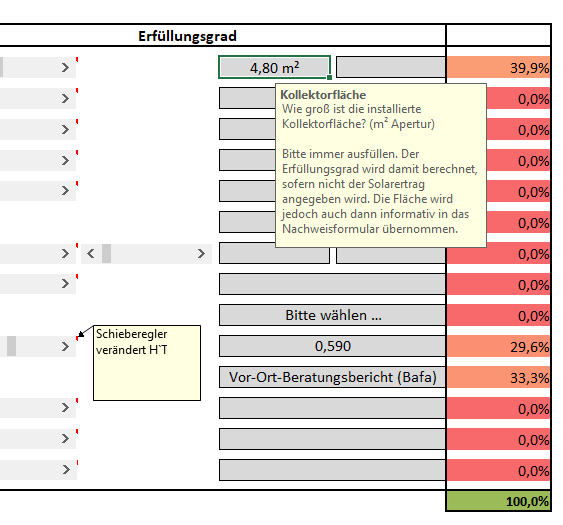 Erfüllungsgrad
4,80 m² 39,9%
0,0%
0,0%
0,0%
0,0%
0,0%
0,0%
0,0%
Bitte wählen ... 0,0%
0,590 29,6%
Vor-Ort-Beratungsbericht (Bafa) 33,3%
0,0%
0,0%
0,0%
100,0%
Kollektorfläche
Wie groß ist die installierte
Kollektorfläche? (m² Apertur)
Bitte immer ausfüllen. Der
Erfüllungsgrad wird damit berechnet,
sofern nicht der Solarertrag
angegeben wird. Die Fläche wird
jedoch auch dann informativ in das
Nachweisformular übernommen.
Schieberegler
verändert H`T